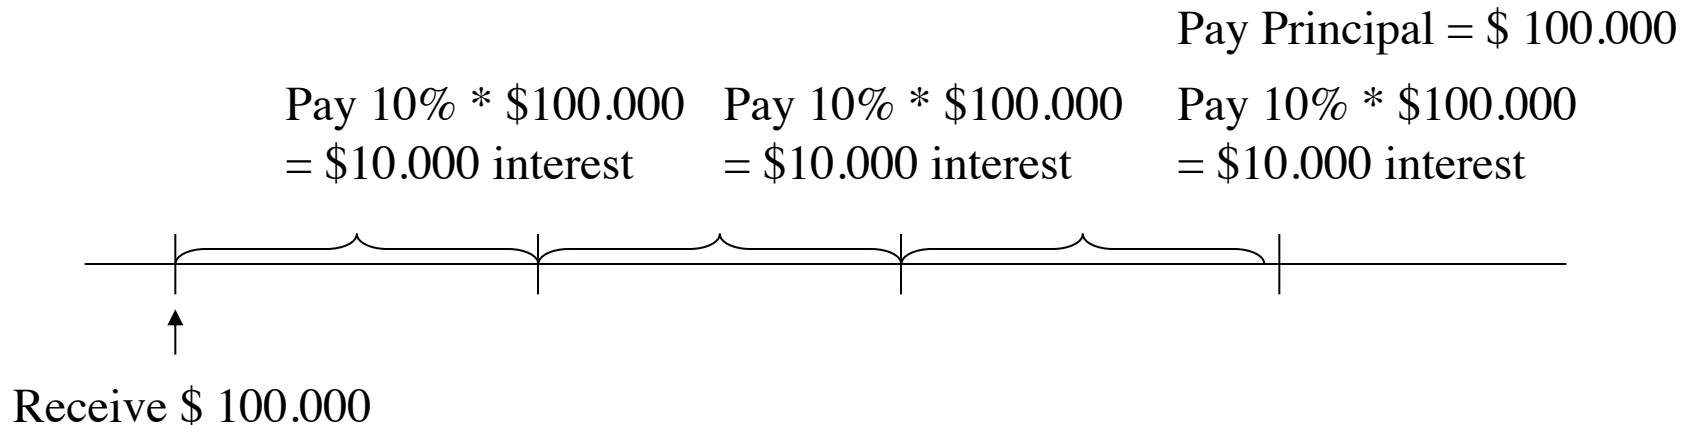 Pay Principal = $ 100.000
Pay 10% * $100.000
= $10.000 interest
Pay 10% * $100.000
= $10.000 interest
Pay 10% * $100.000
= $10.000 interest
Receive $ 100.000